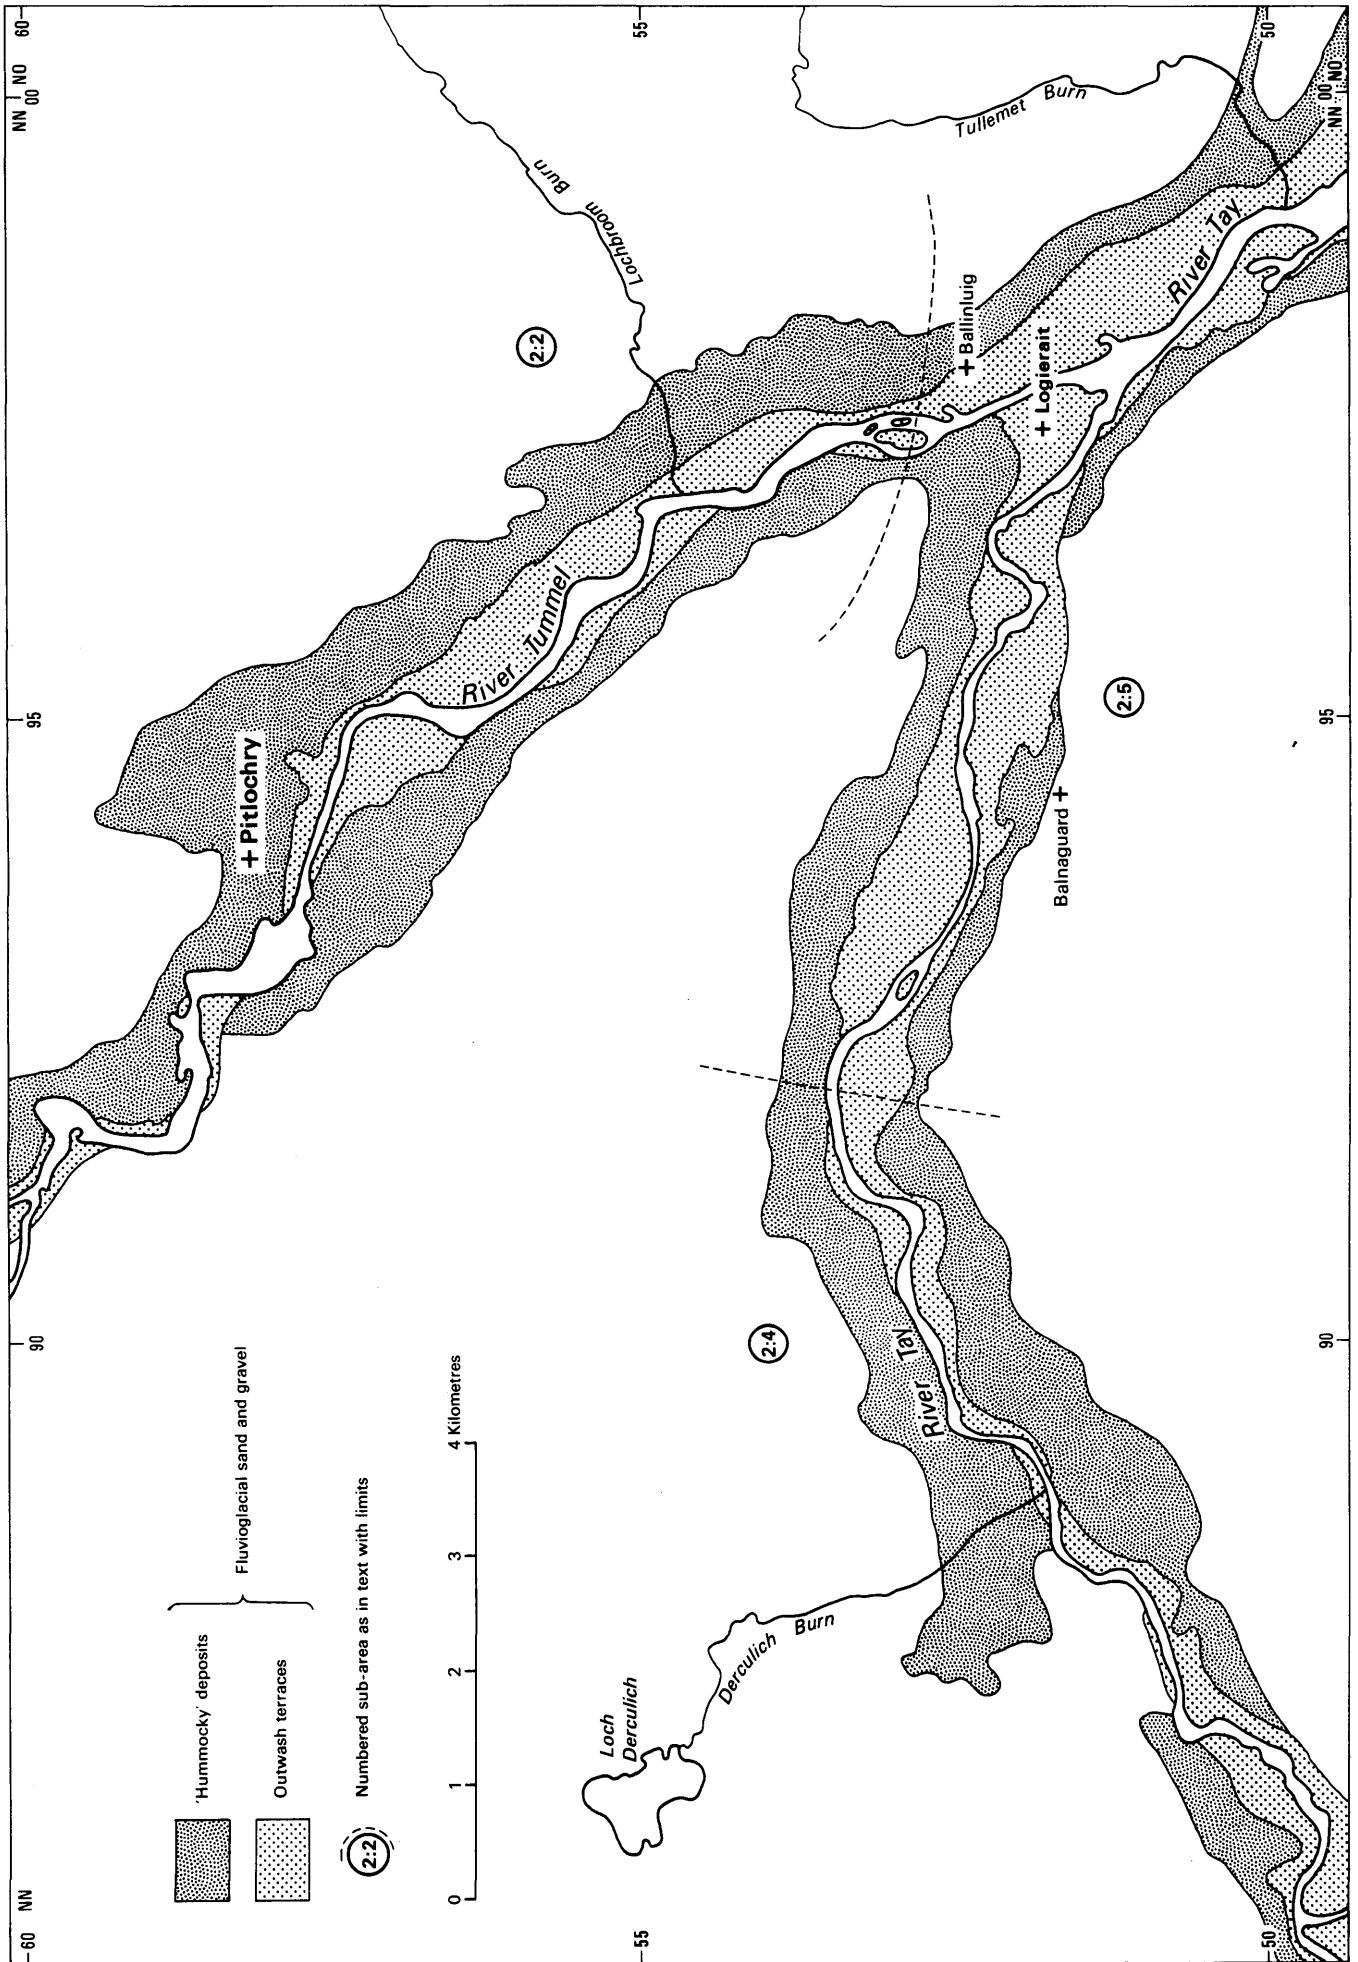 60
NN
90
95
NN 00 NO
60
'Hummocky' deposits
Outwash terraces
Fluvioglacial sand and gravel
2:2
Numbered sub-area as in text with limits
0
1
2
3
4 Kilometres
Pitlochry
River Tummel
2:2
Lochbroom
Burn
55
55
Loch
Derculich
Derculich Burn
2:4
River Tay
Balnaguard
2:5
Ballinluig
Logierait
Tullemet Burn
River Tay
50
50
90
95
NN 00 NO